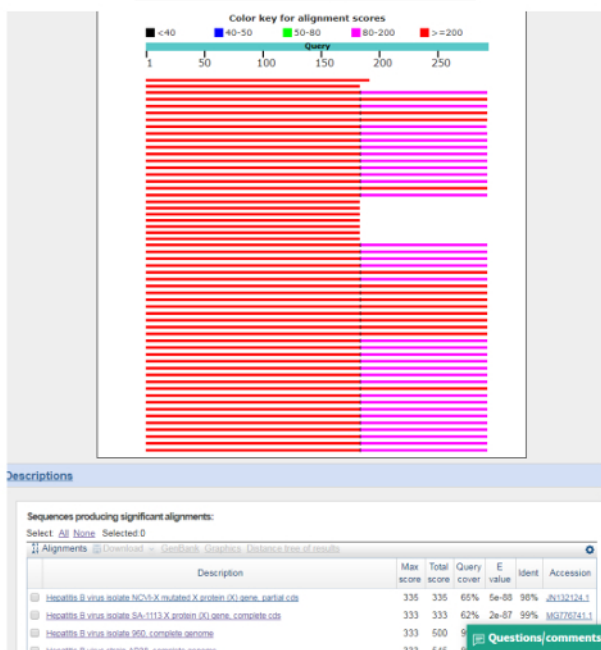 Color key for alignment scores
<40 40-50 50-80 80-200 >=200
Query
1 50 100 150 200 250
Descriptions
Sequences producing significant alignments:
Select: All None Selected:0
Alignments Download GenBank Graphics Distance tree of results
Description Max score Total score Query cover E value Ident Accession
Hepatitis B virus isolate NCVI-X mutated X protein (X) gene, partial cds 335 335 65% 5e-88 98% JN132124.1
Hepatitis B virus isolate SA-1113 X protein (X) gene, complete cds 333 333 62% 2e-87 99% MG776741.1
Hepatitis B virus isolate 960, complete genome 333 500
Questions/comments